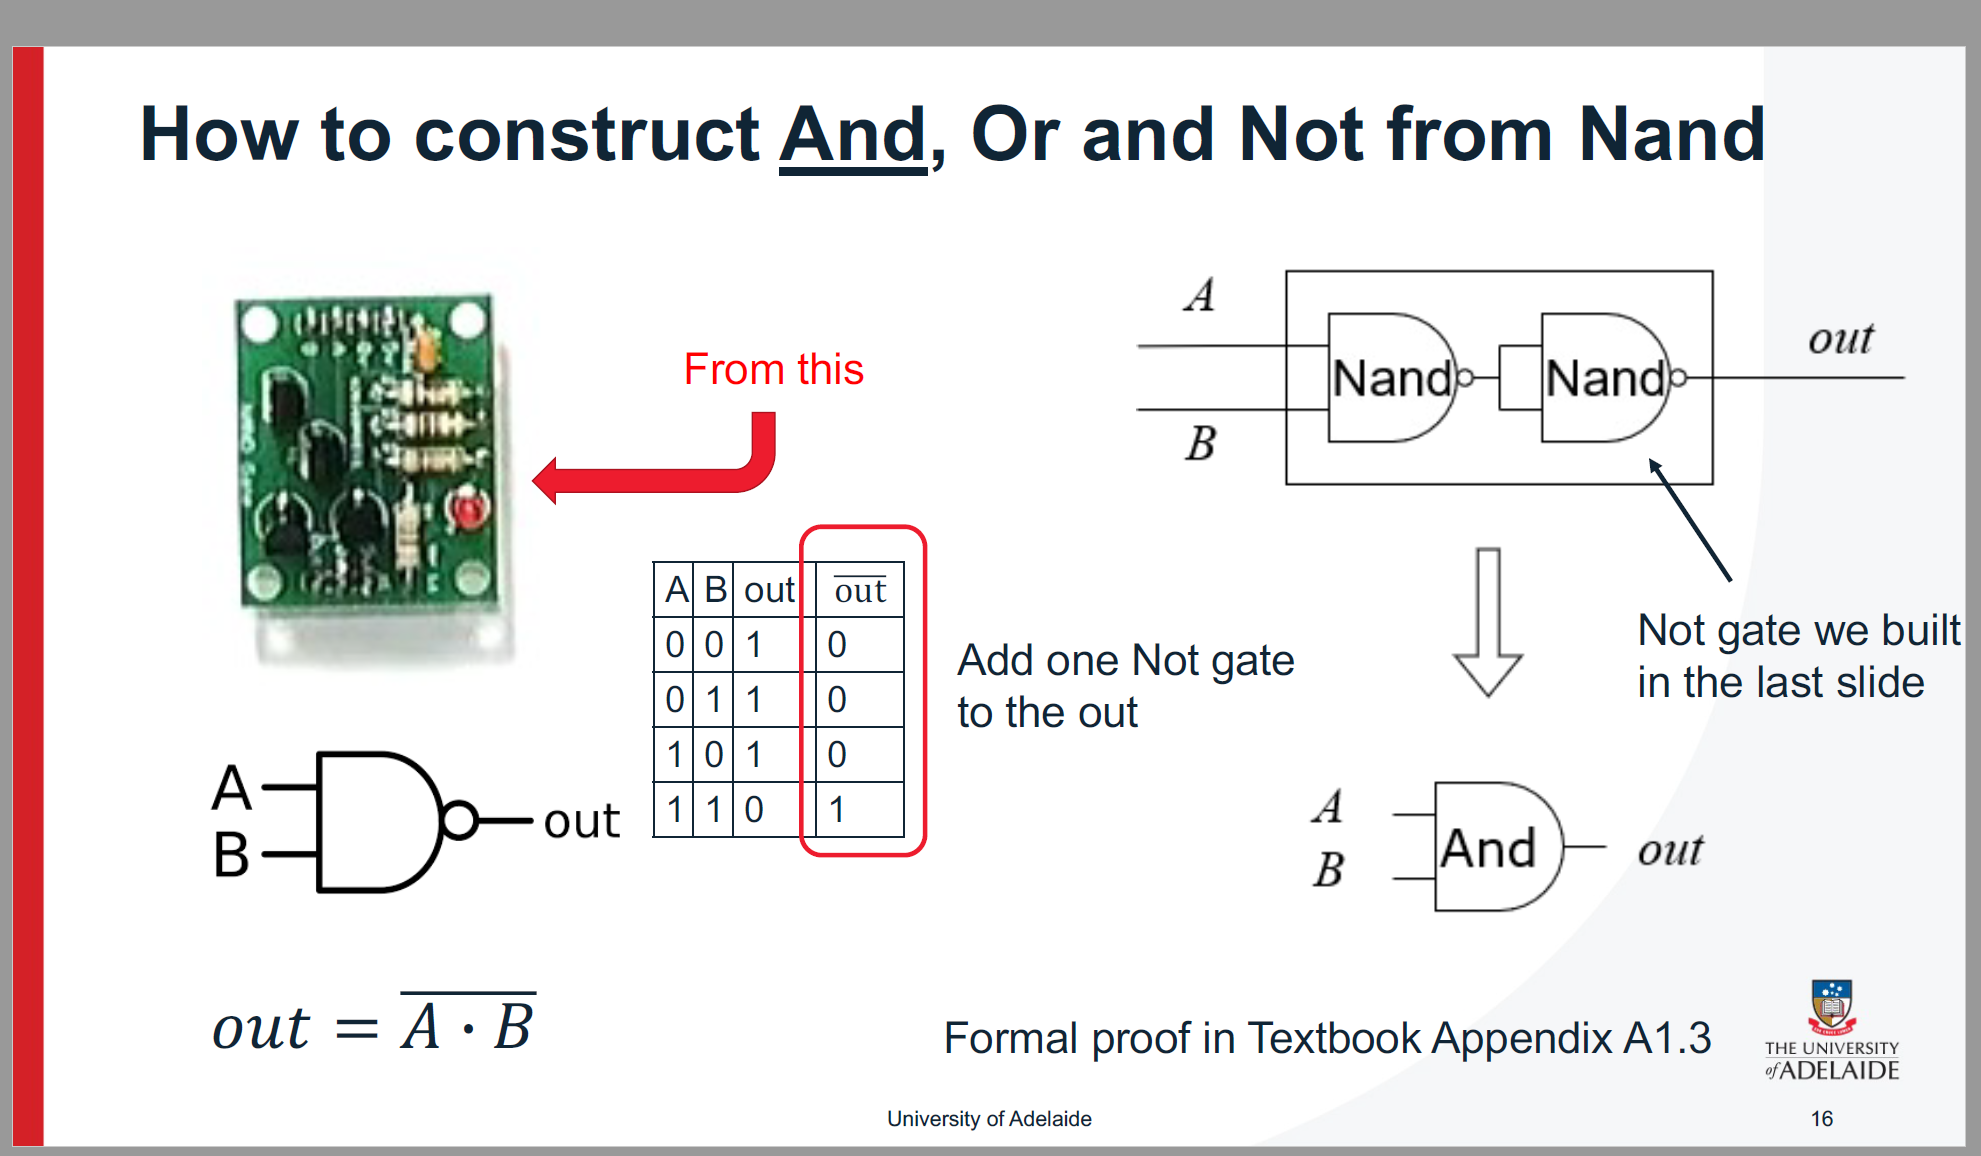 How to construct And, Or and Not from Nand
From this
A B out out
0 0 1 0
0 1 1 0
1 0 1 0
1 1 0 1
Add one Not gate
to the out
A
B
out
out = A · B
A
B
Nand
Nand
out
Not gate we built
in the last slide
A
B
And
out
Formal proof in Textbook Appendix A1.3
THE UNIVERSITY
of ADELAIDE
University of Adelaide
16